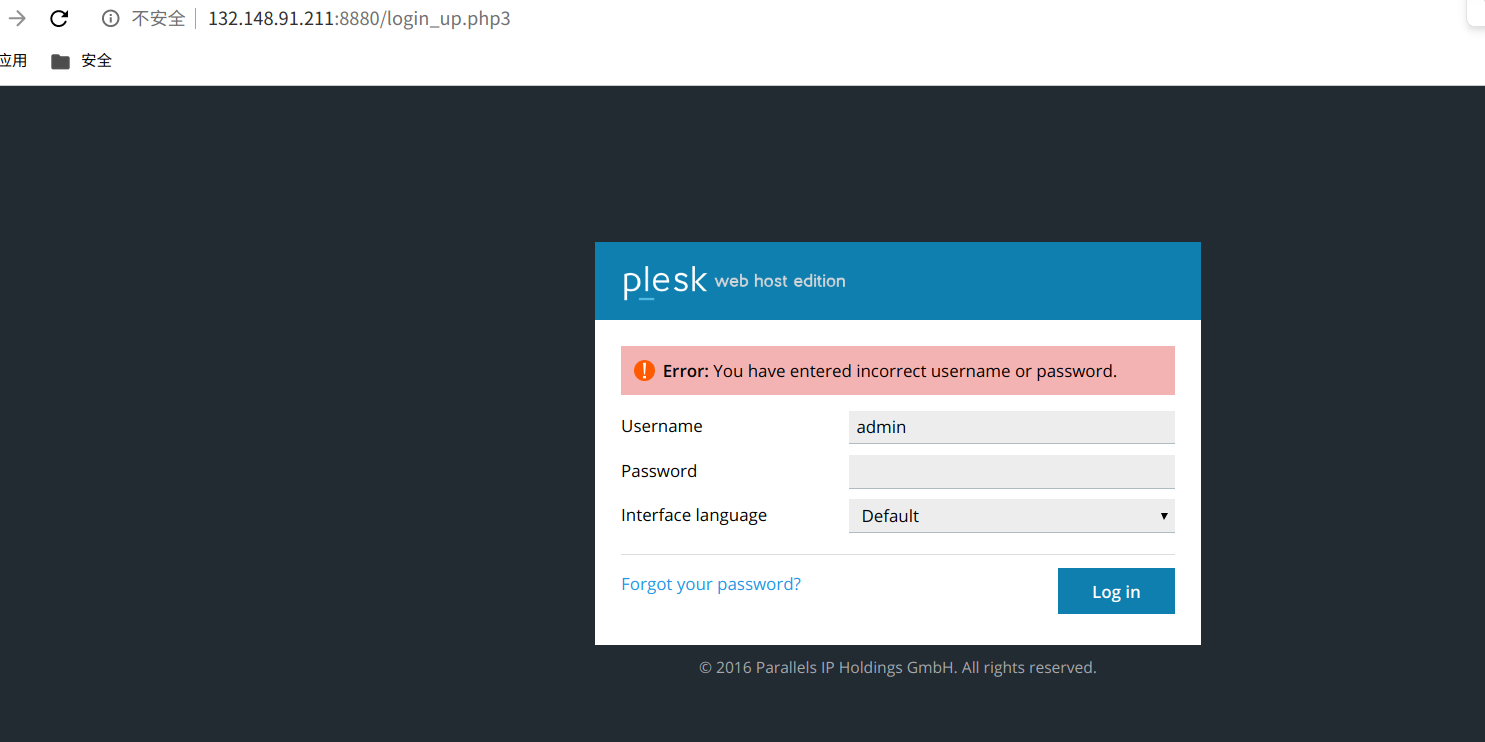 不安全 132.148.91.211:8880/login_up.php3
应用 安全
plesk web host edition
Error: You have entered incorrect username or password.
Username admin
Password
Interface language Default
Forgot your password? Log in
© 2016 Parallels IP Holdings GmbH. All rights reserved.